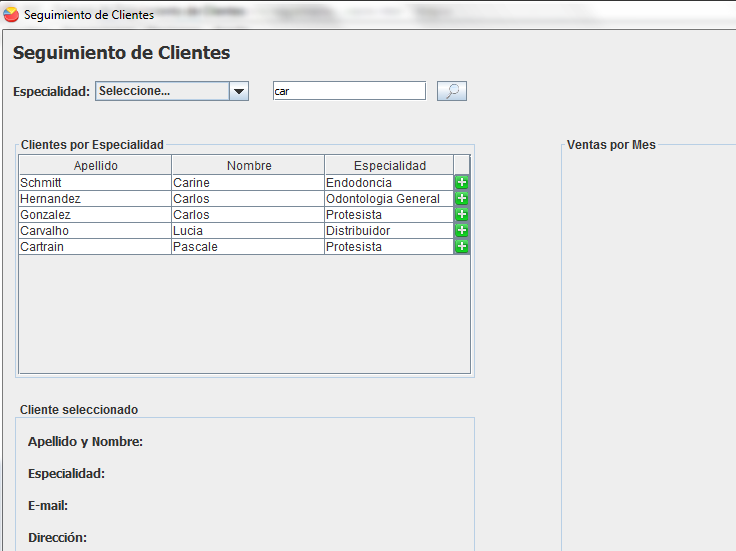 Seguimiento de Clientes
Seguimiento de Clientes
Especialidad: Seleccione... car
Clientes por Especialidad
Apellido Nombre Especialidad
Schmitt Carine Endodoncia
Hernandez Carlos Odontologia General
Gonzalez Carlos Protesista
Carvalho Lucia Distribuidor
Cartrain Pascale Protesista
Ventas por Mes
Cliente seleccionado
Apellido y Nombre:
Especialidad:
E-mail:
Dirección: